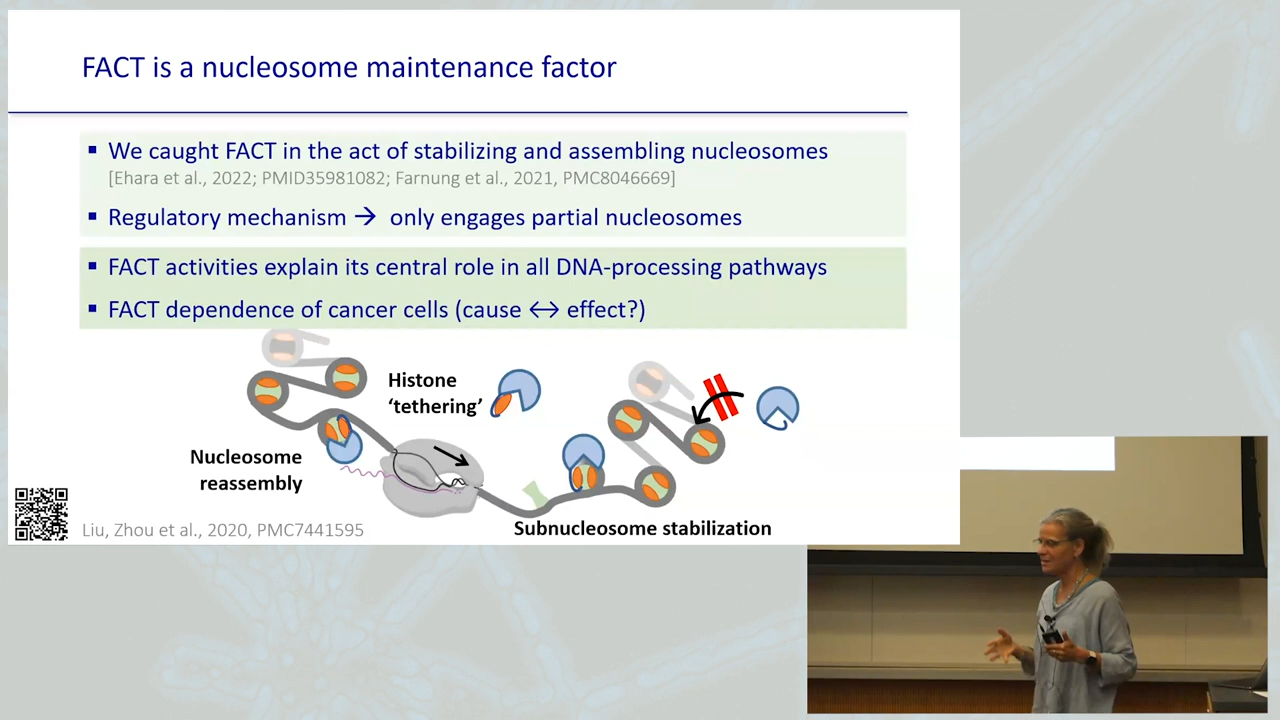 FACT is a nucleosome maintenance factor
▪ We caught FACT in the act of stabilizing and assembling nucleosomes
[Ehara et al., 2022; PMID35981082; Farnung et al., 2021, PMC8046669]
▪ Regulatory mechanism → only engages partial nucleosomes
▪ FACT activities explain its central role in all DNA-processing pathways
▪ FACT dependence of cancer cells (cause ↔ effect?)
Histone
‘tethering’
Nucleosome
reassembly
Subnucleosome stabilization
Liu, Zhou et al., 2020, PMC7441595